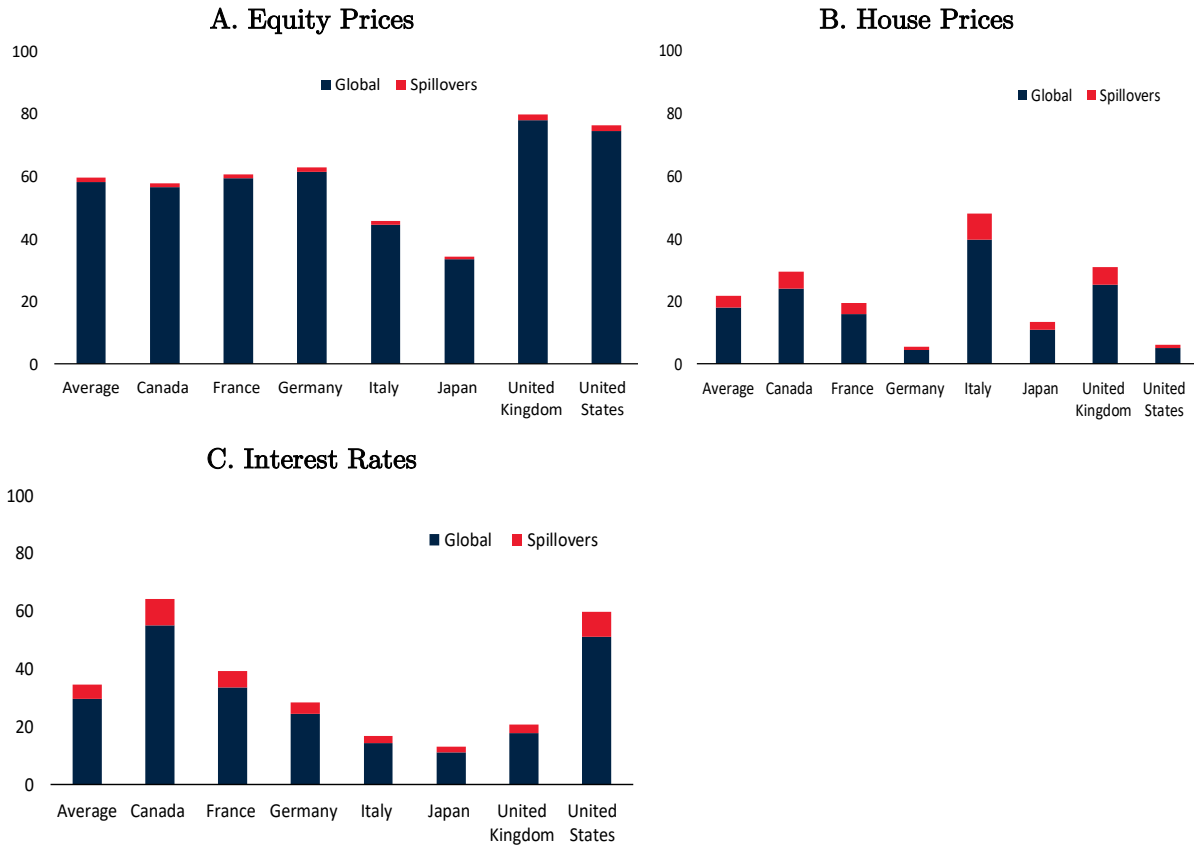 A. Equity Prices
100
80
60
40
20
0
Global Spillovers
Average Canada France Germany Italy Japan United Kingdom United States
B. House Prices
100
80
60
40
20
0
Global Spillovers
Average Canada France Germany Italy Japan United Kingdom United States
C. Interest Rates
100
80
60
40
20
0
Global Spillovers
Average Canada France Germany Italy Japan United Kingdom United States